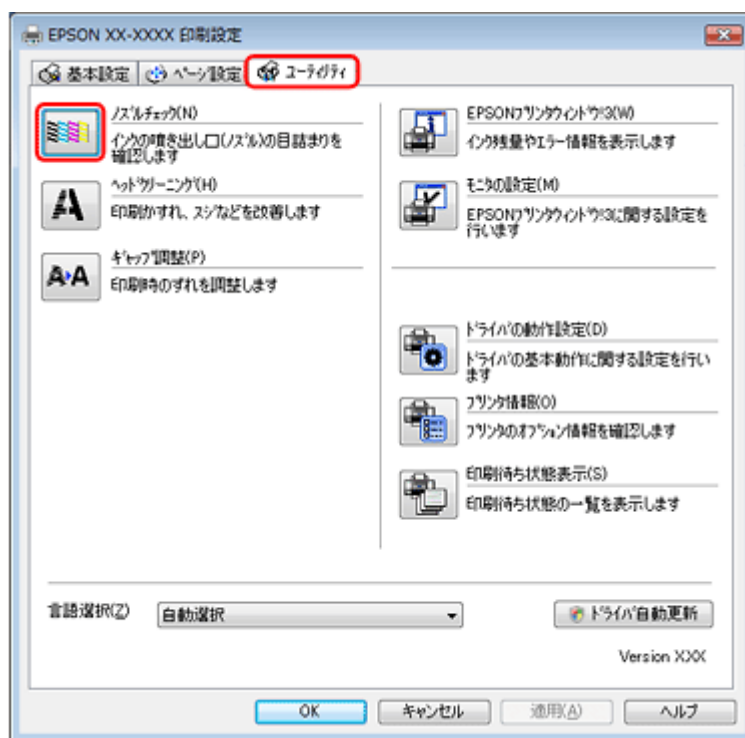 EPSON XX-XXXX 印刷設定
基本設定
ページ設定
ユーティリティ
ノズルチェック(N)
インクの噴き出し口(ノズル)の目詰まりを
確認します
ヘッドクリーニング(H)
印刷かすれ、スジなどを改善します
ギャップ調整(P)
印刷時のずれを調整します
EPSONプリンタウィンドウ!3(W)
インク残量やエラー情報を表示します
モニタの設定(M)
EPSONプリンタウィンドウ!3に関する設定を
行います
ドライバの動作設定(D)
ドライバの基本動作に関する設定を行い
ます
プリンタ情報(O)
プリンタのオプション情報を確認します
印刷待ち状態表示(S)
印刷待ち状態の一覧を表示します
言語選択(Z)
自動選択
ドライバ自動更新
Version XXX
OK
キャンセル
適用(A)
ヘルプ